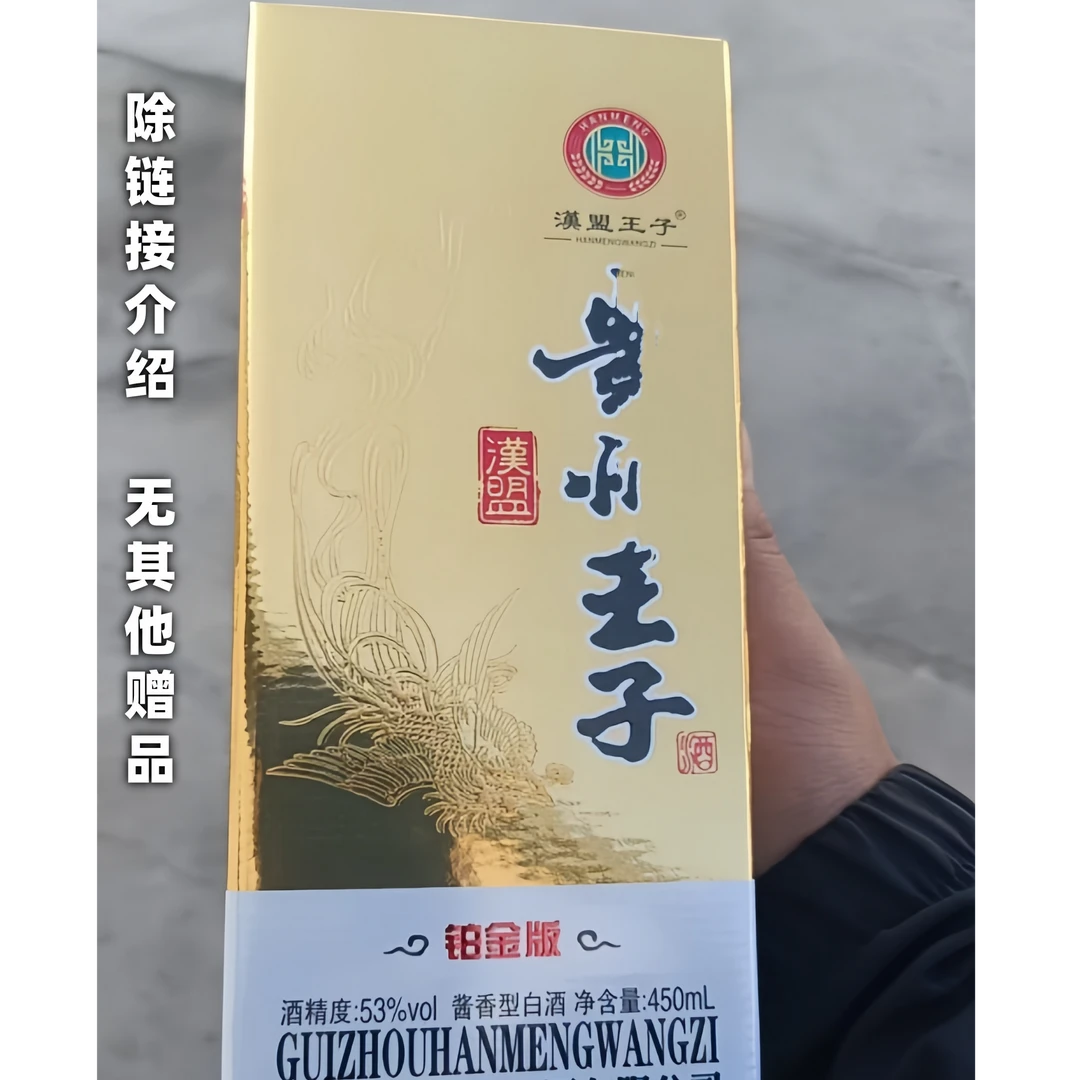 除链接介绍 无其他赠品
HANMENG
漢盟王子®
HANMENGWANGZI
贵州王子
漢盟
酒
铂金版
酒精度:53%vol 酱香型白酒 净含量:450mL
GUIZHOUHANMENGWANGZI